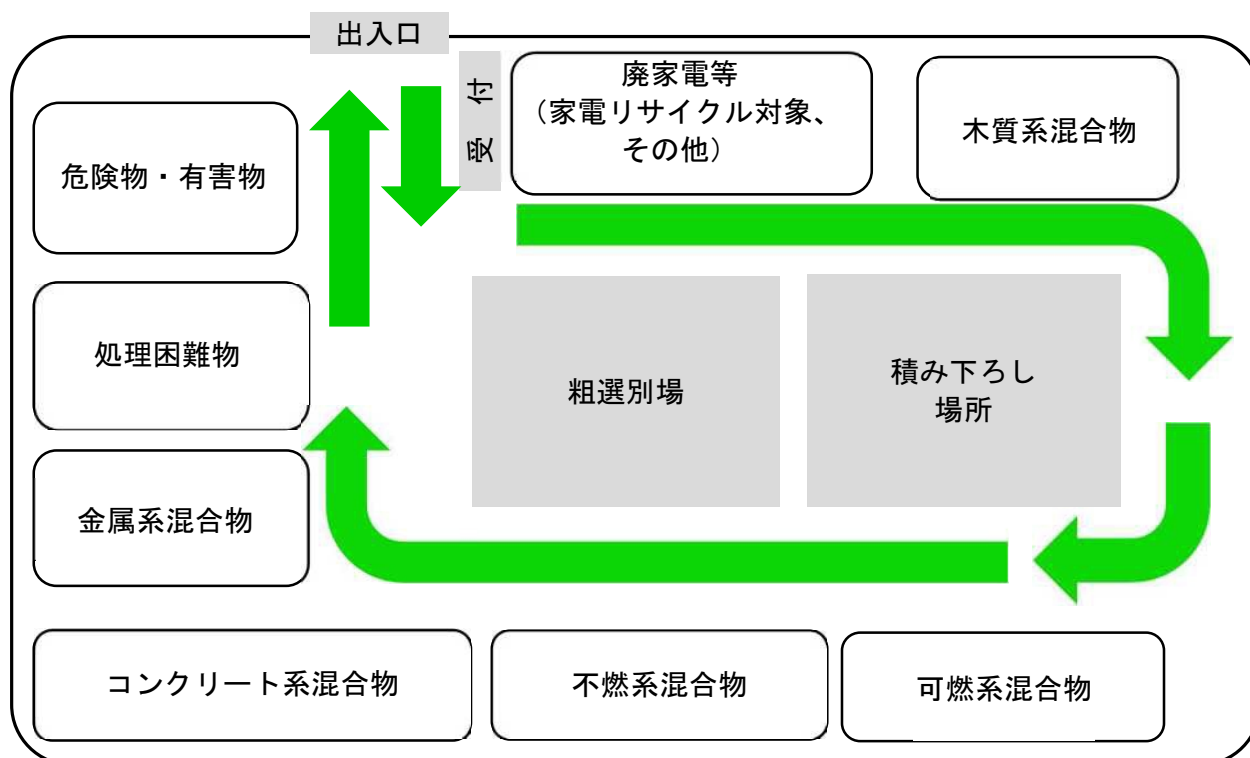 出入口
受付
廃家電等
（家電リサイクル対象、
その他）
木質系混合物
危険物・有害物
処理困難物
粗選別場
積み下ろし
場所
金属系混合物
コンクリート系混合物
不燃系混合物
可燃系混合物